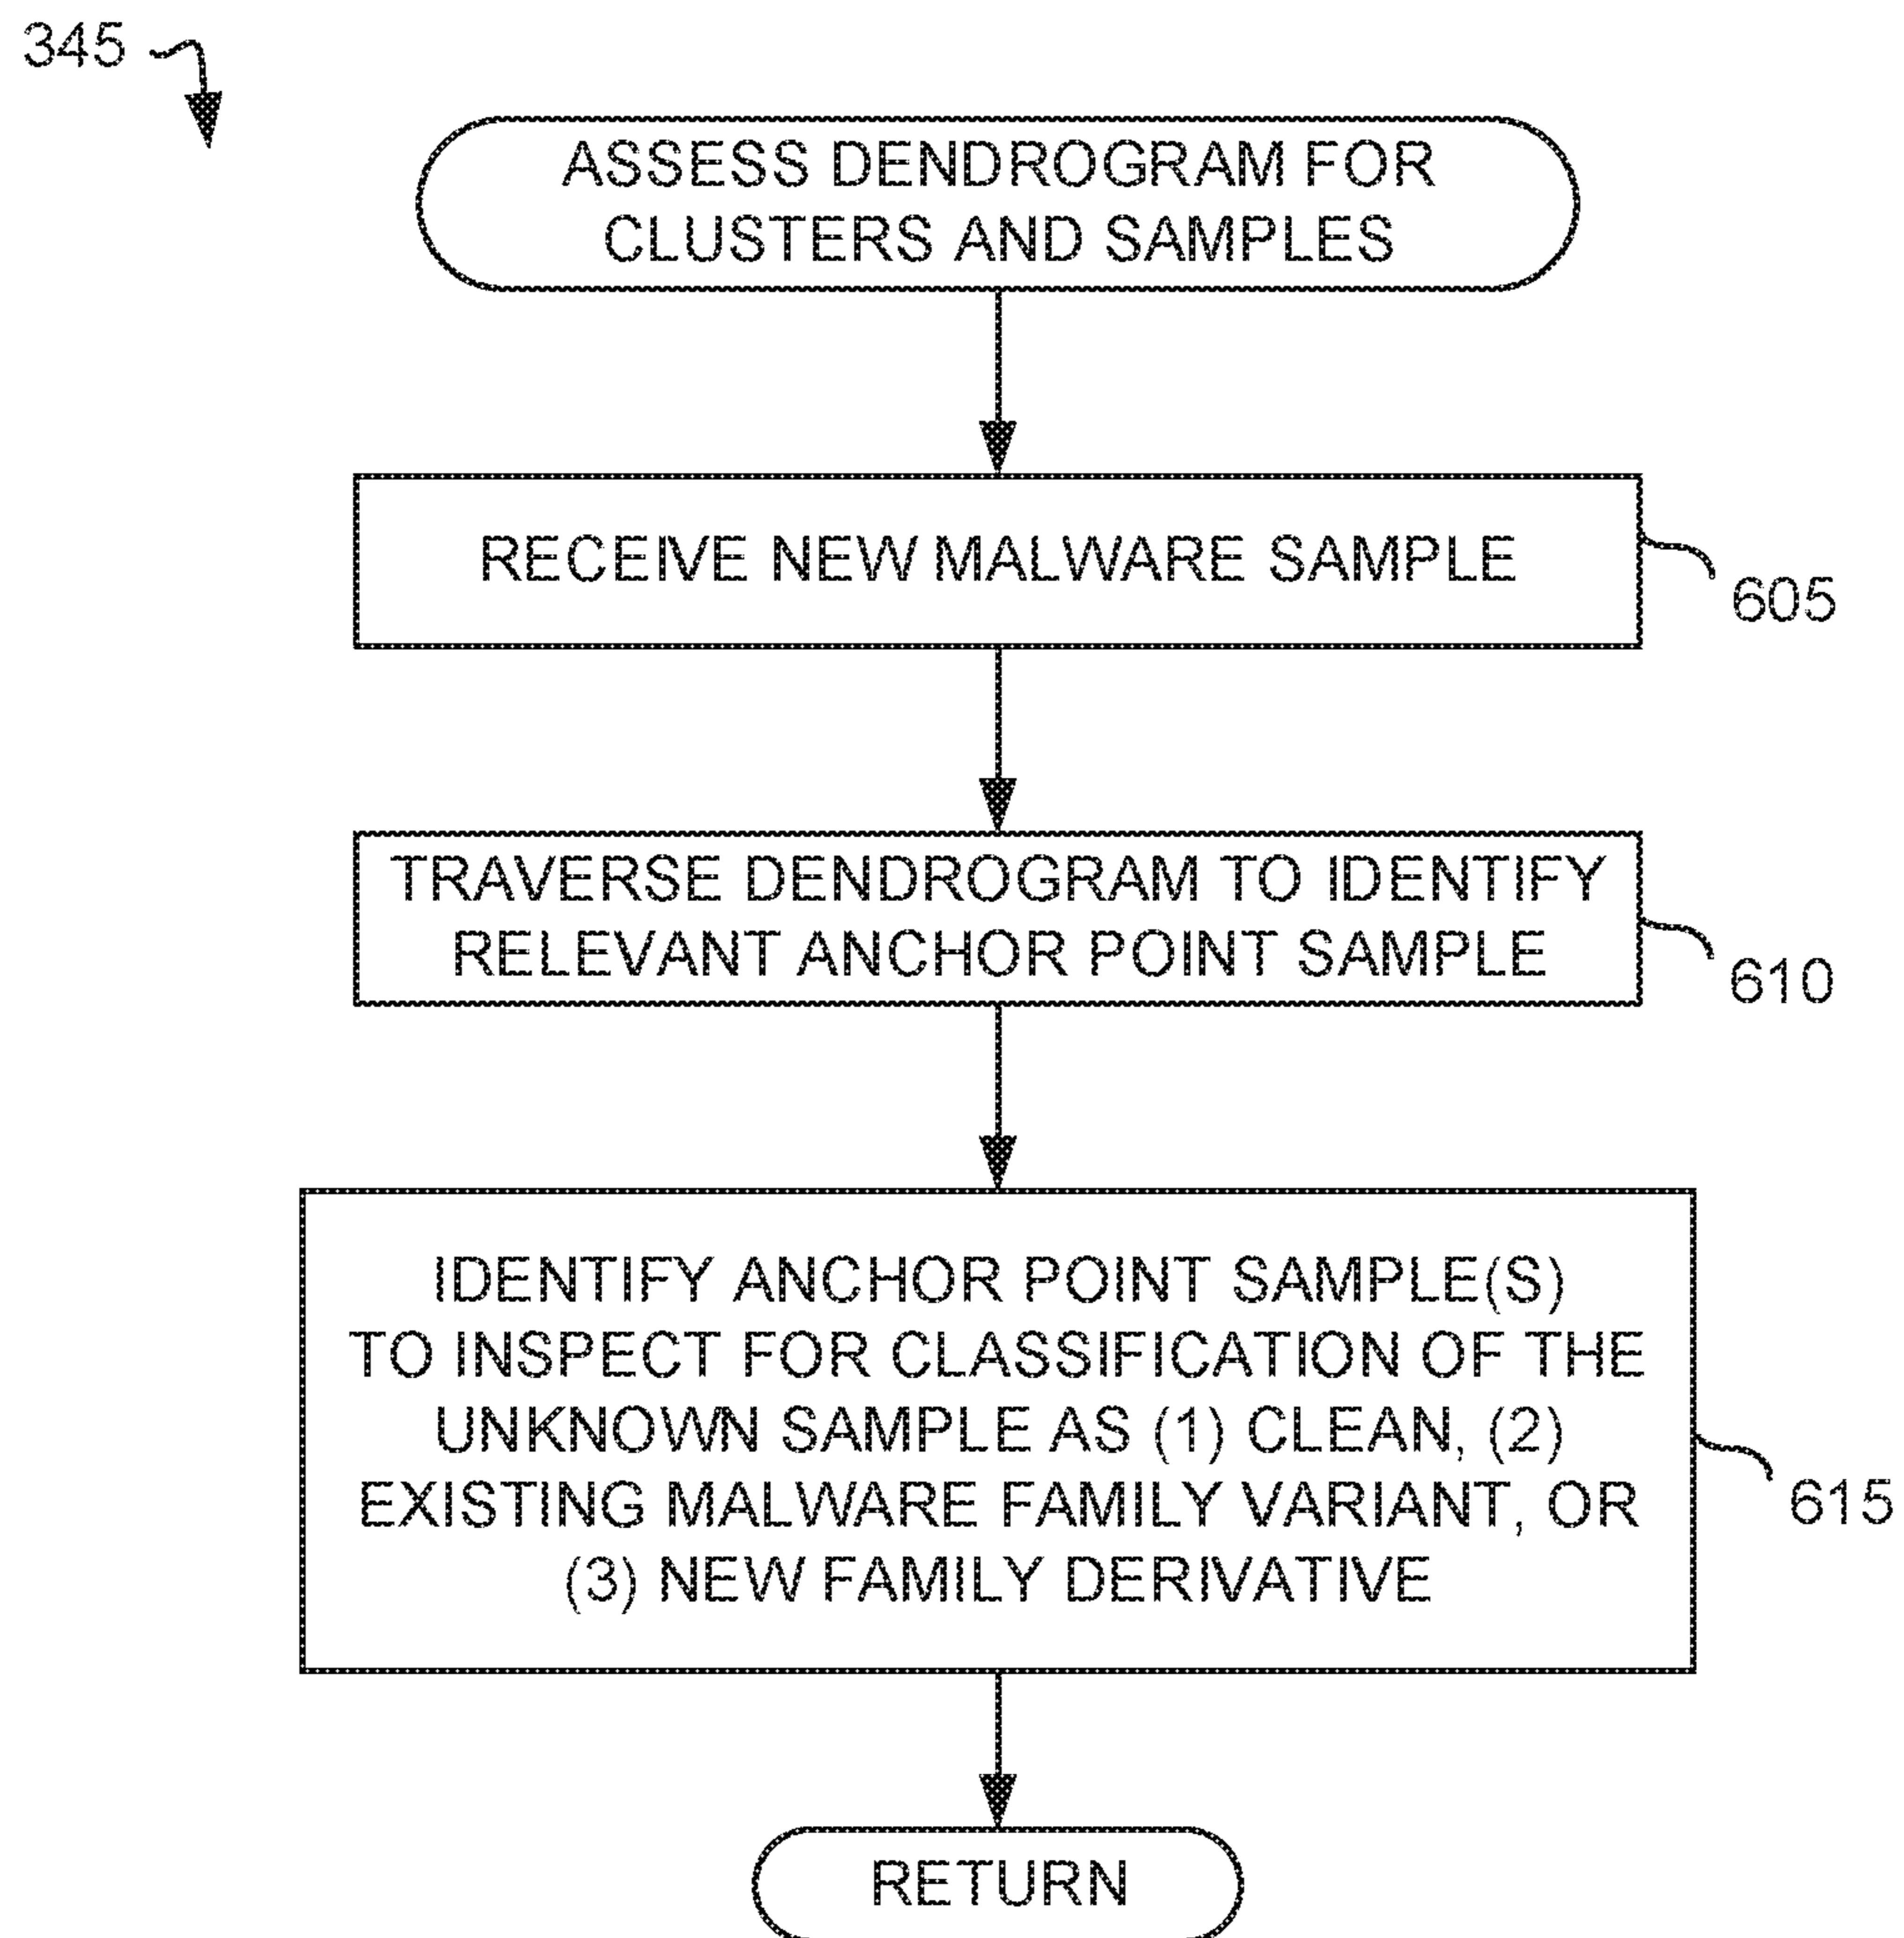 345
ASSESS DENDROGRAM FOR
CLUSTERS AND SAMPLES
RECEIVE NEW MALWARE SAMPLE
605
TRAVERSE DENDROGRAM TO IDENTIFY
RELEVANT ANCHOR POINT SAMPLE
610
IDENTIFY ANCHOR POINT SAMPLE(S)
TO INSPECT FOR CLASSIFICATION OF THE
UNKNOWN SAMPLE AS (1) CLEAN, (2)
EXISTING MALWARE FAMILY VARIANT, OR
(3) NEW FAMILY DERIVATIVE
615
RETURN